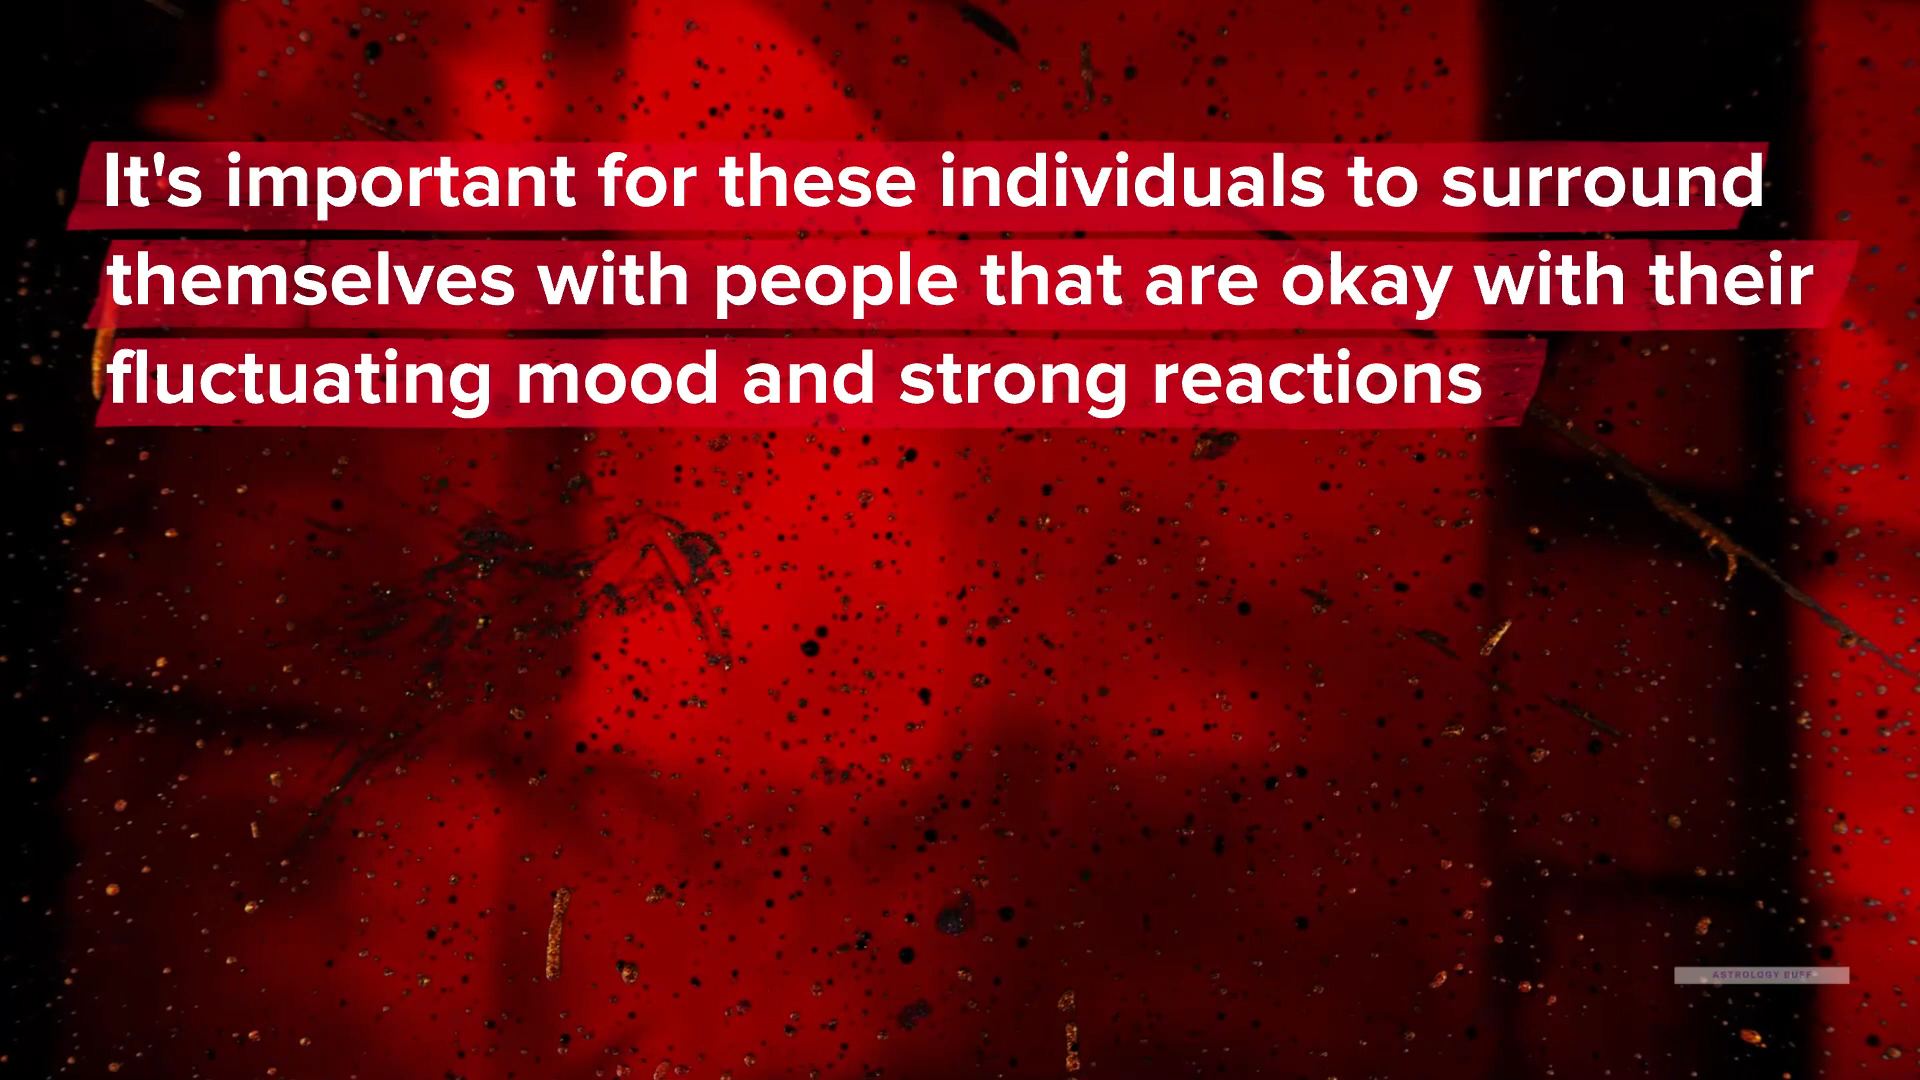 It's important for these individuals to surround
themselves with people that are okay with their
fluctuating mood and strong reactions
ASTROLOGY BUFF